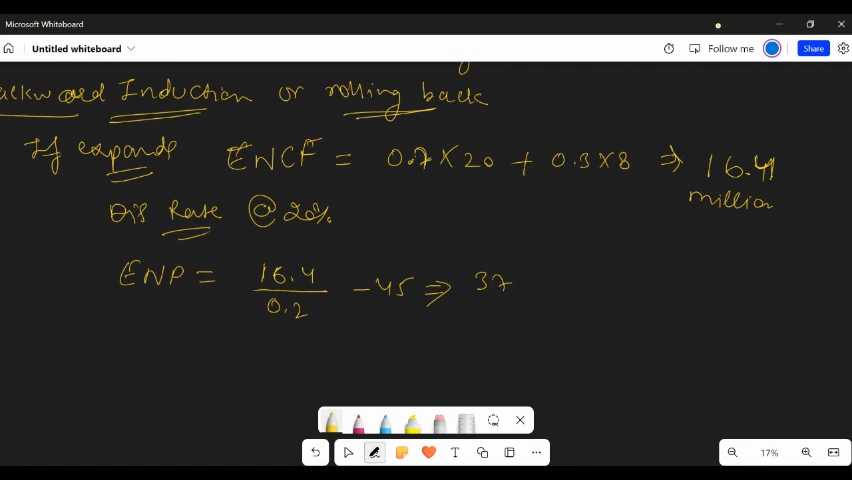 Microsoft Whiteboard
Untitled whiteboard
Follow me
Share
ackward Induction or rolling back
If expands ENCF = 0.7 × 20 + 0.3 × 8 ⇒ 16.4
million
Dis Rate @ 20%
ENP = 16.4 / 0.2 - 45 ⇒ 37
17%